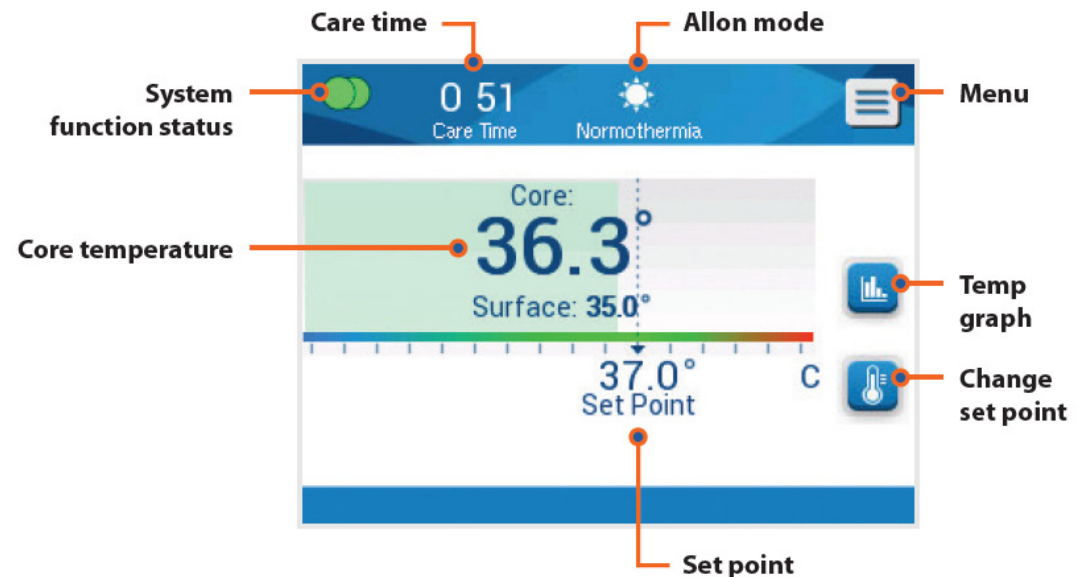 Care time
Allon mode
System
function status
Menu
0 51
Care Time
Normothermia
Core:
36.3°
Core temperature
Surface: 35.0°
Temp
graph
37.0° C
Set Point
Change
set point
Set point